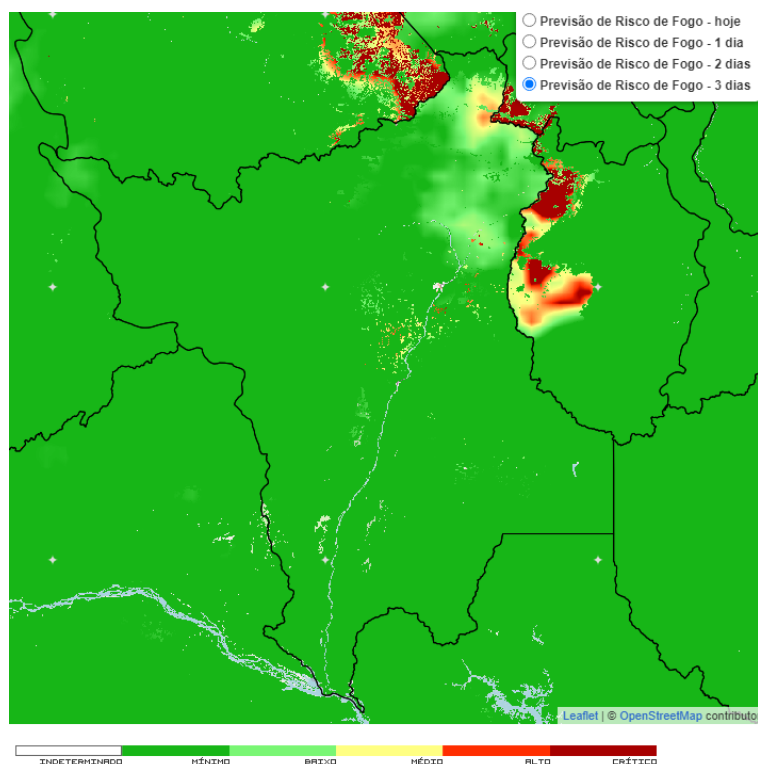 Previsão de Risco de Fogo - hoje
Previsão de Risco de Fogo - 1 dia
Previsão de Risco de Fogo - 2 dias
Previsão de Risco de Fogo - 3 dias
Leaflet | © OpenStreetMap contributo
INDETERMINADO MÍNIMO BAIXO MÉDIO ALTO CRÍTICO